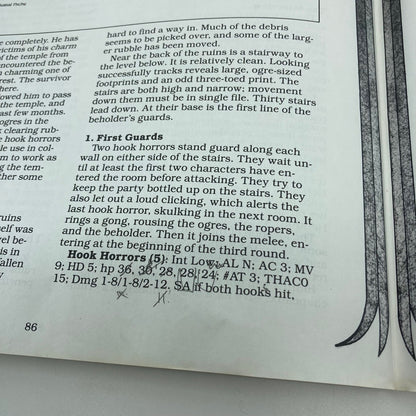 e completely. He has
ictims of his charm
of the temple from
ncountered the be-
charming one of
rest. The survivor
here.
owed him to pass
the temple, and
ast few months.
ogres in the
k clearing rub-
e hook horrors
le use in col-
m to work as
g the tem-
ther some
ruins
self was
vel be-
is in
fallen
y
hard to find a way in. Much of the debris
seems to be picked over, and some of the larg-
er rubble has been moved.
Near the back of the ruins is a stairway to
the level below. It is relatively clean. Looking
successfully tracks reveals large, ogre-sized
footprints and an odd three-toed print. The
stairs are both high and narrow; movement
down them must be in single file. Thirty stairs
lead down. At their base is the first line of the
beholder's guards.
1. First Guards
Two hook horrors stand guard along each
wall on either side of the stairs. They wait un-
til at least the first two characters have en-
tered the room before attacking. They try to
keep the party bottled up on the stairs. They
also let out a loud clicking, which alerts the
last hook horror, skulking in the next room. It
rings a gong, rousing the ogres, the ropers,
and the beholder. Then it joins the melee, en-
tering at the beginning of the third round.
Hook Horrors (5): Int Low; AL N; AC 3; MV
9; HD 5; hp 36, 30, 28, 28, 24; #AT 3; THAC0
15; Dmg 1-8/1-8/2-12. SA if both hooks hit,
86